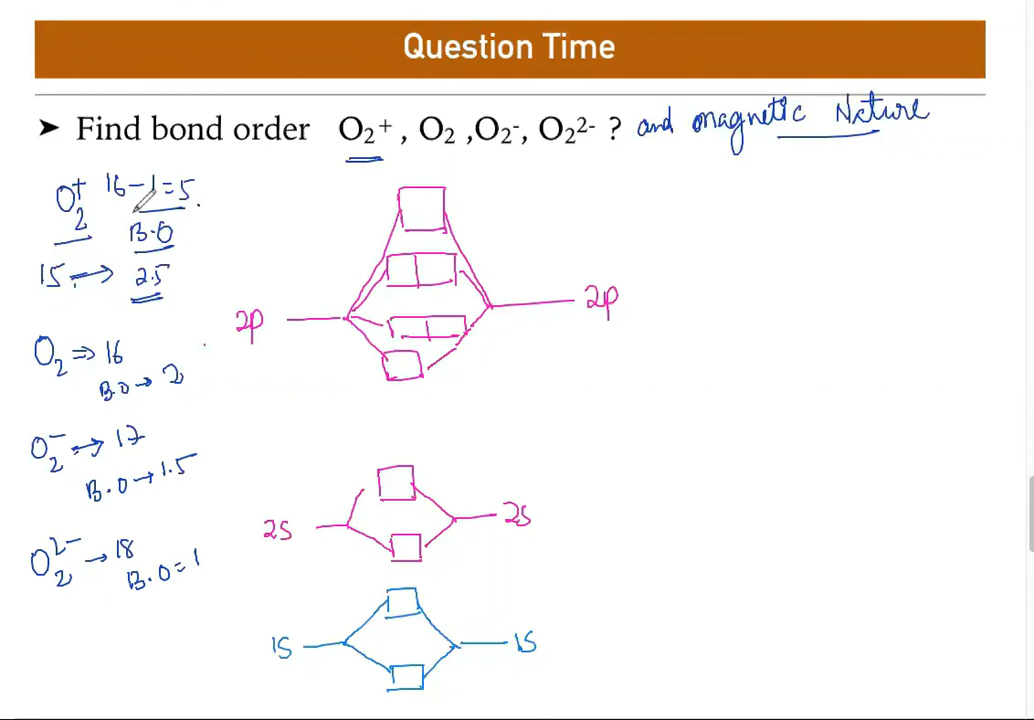 Question Time
➤ Find bond order O₂⁺ , O₂ ,O₂⁻, O₂²⁻ ? and magnetic Nature
O₂⁺ 16-1=5.
B.O
15 → 2.5
2p
2p
O₂ ⇒ 16
B.O → 2
O₂⁻ → 17
B.O → 1.5
2s
2s
O₂²⁻ → 18
B.O = 1
1s
1s